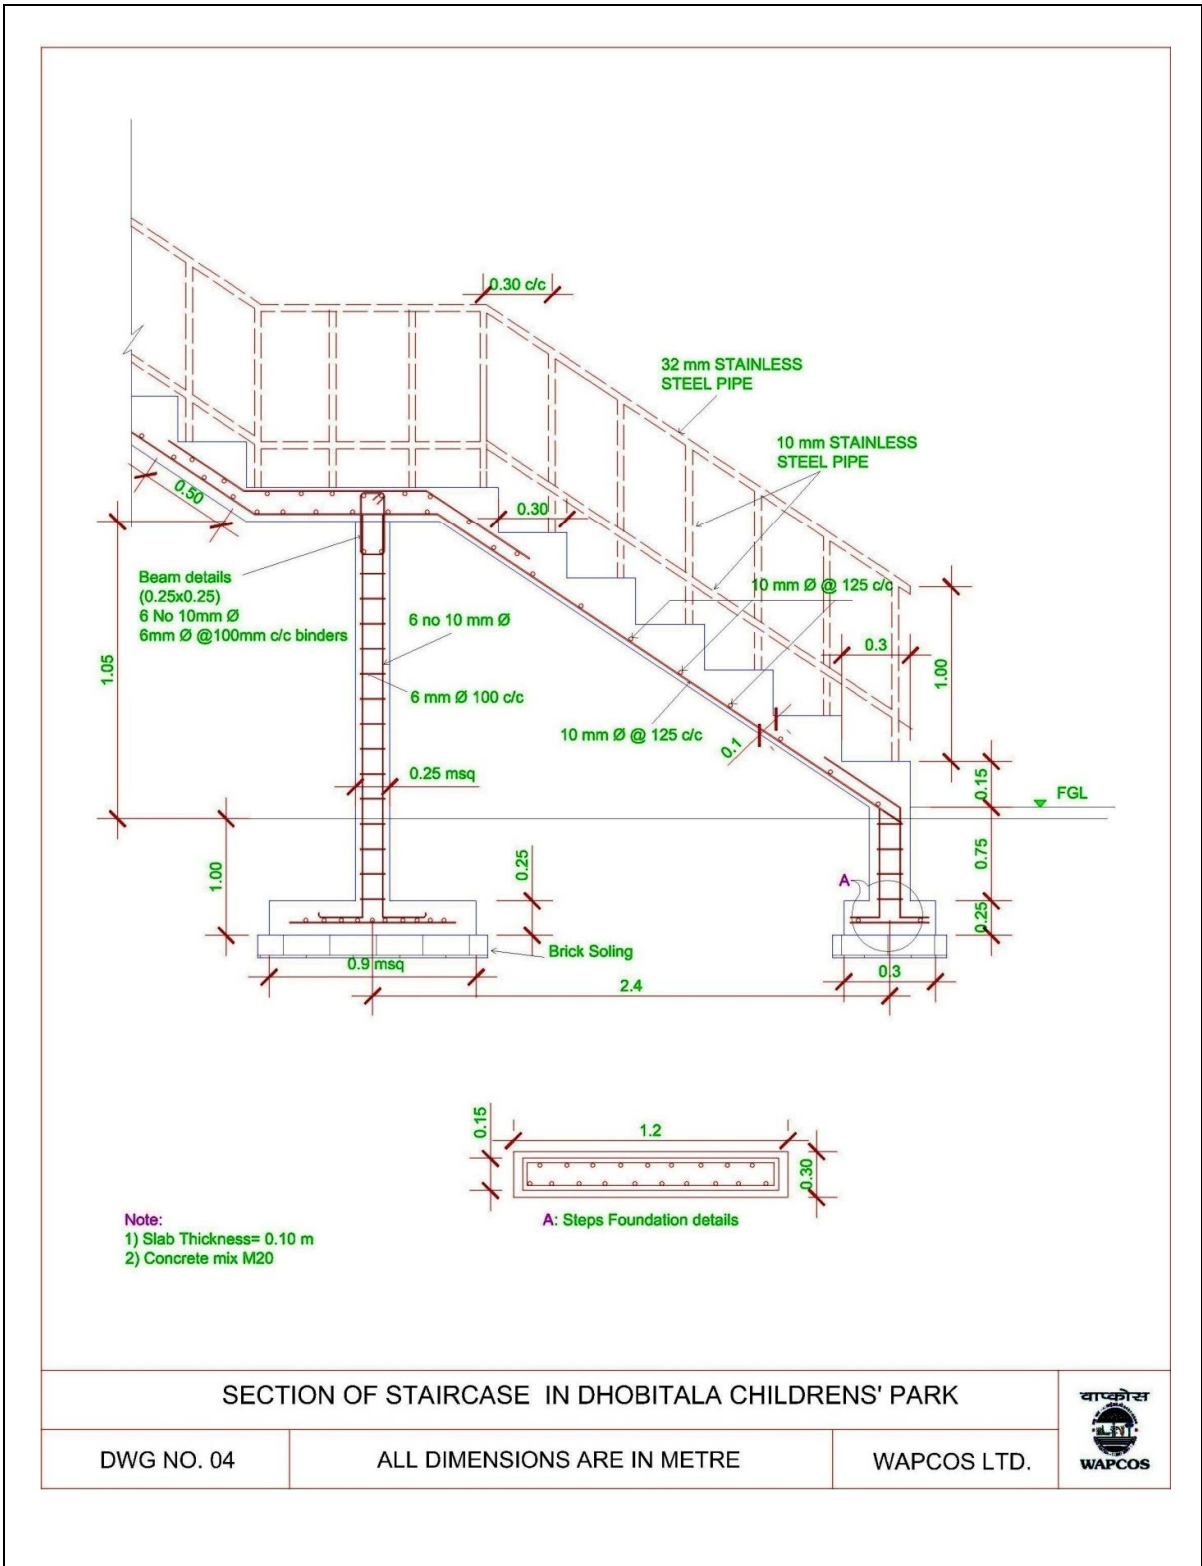 0.30 c/c
32 mm STAINLESS
STEEL PIPE
10 mm STAINLESS
STEEL PIPE
0.50
0.30
Beam details
(0.25x0.25)
6 No 10mm Ø
6mm Ø @100mm c/c binders
10 mm Ø @ 125 c/c
6 no 10 mm Ø
0.3
1.00
1.05
6 mm Ø 100 c/c
10 mm Ø @ 125 c/c
0.1
0.25 msq
0.15
FGL
1.00
0.25
0.75
A
0.25
Brick Soling
0.9 msq
0.3
2.4
0.15
1.2
0.30
A: Steps Foundation details
Note:
1) Slab Thickness= 0.10 m
2) Concrete mix M20
SECTION OF STAIRCASE IN DHOBITALA CHILDRENS' PARK
DWG NO. 04
ALL DIMENSIONS ARE IN METRE
WAPCOS LTD.
वाप्कोस
WAPCOS